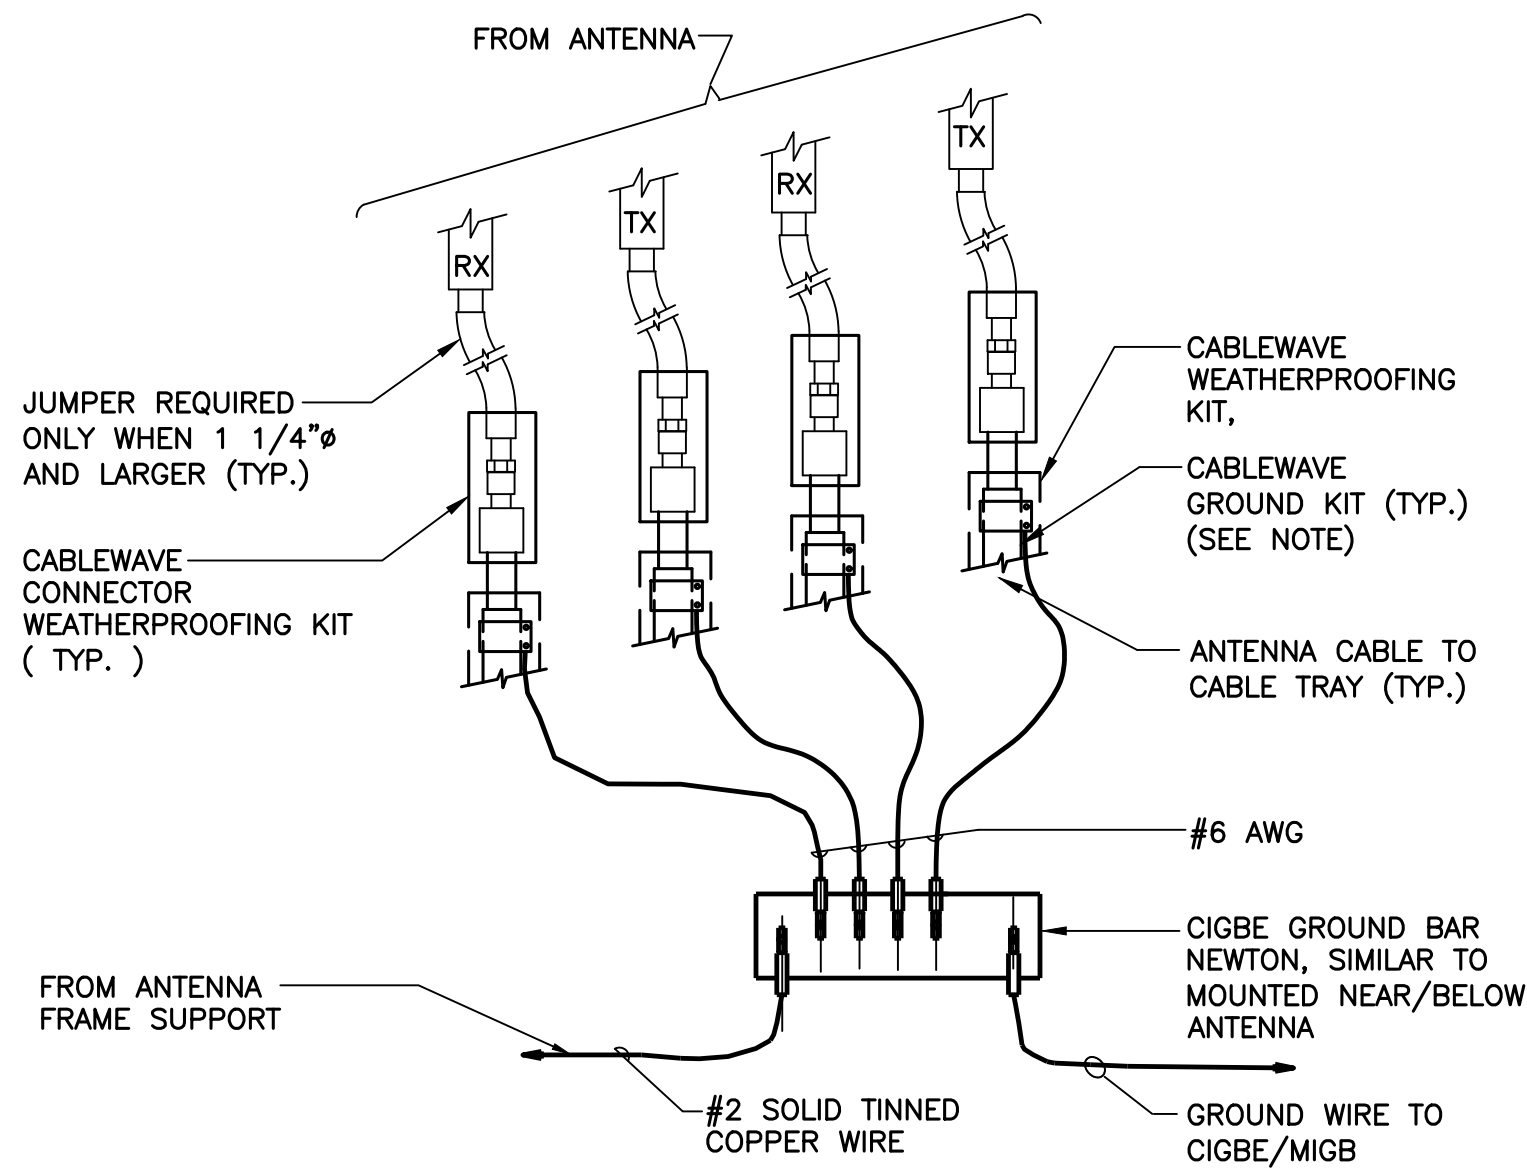 FROM ANTENNA
TX
RX
TX
RX
JUMPER REQUIRED
ONLY WHEN 1 1/4"ø
AND LARGER (TYP.)
CABLEWAVE
CONNECTOR
WEATHERPROOFING KIT
( TYP. )
CABLEWAVE
WEATHERPROOFING
KIT,
CABLEWAVE
GROUND KIT (TYP.)
(SEE NOTE)
ANTENNA CABLE TO
CABLE TRAY (TYP.)
#6 AWG
CIGBE GROUND BAR
NEWTON, SIMILAR TO
MOUNTED NEAR/BELOW
ANTENNA
FROM ANTENNA
FRAME SUPPORT
#2 SOLID TINNED
COPPER WIRE
GROUND WIRE TO
CIGBE/MIGB